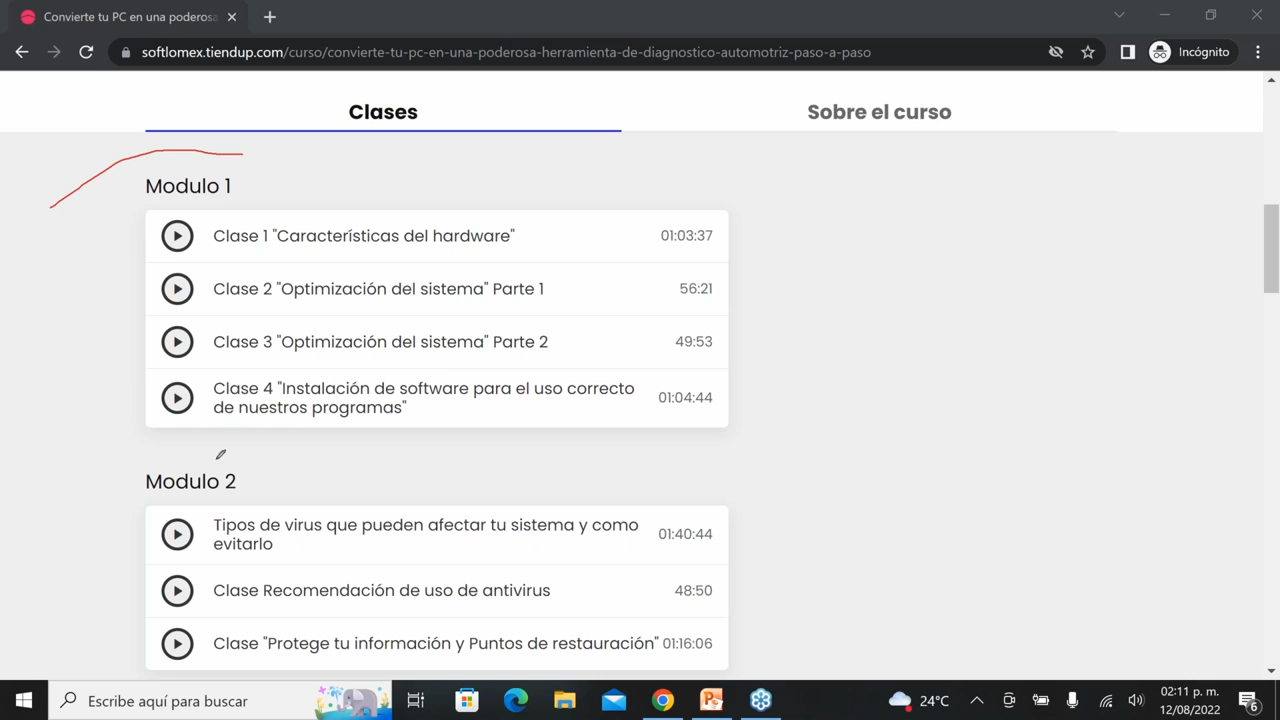 Convierte tu PC en una poderosa
softlomex.tiendup.com/curso/convierte-tu-pc-en-una-poderosa-herramienta-de-diagnostico-automotriz-paso-a-paso
Incógnito
Clases
Sobre el curso
Modulo 1
Clase 1 "Características del hardware" 01:03:37
Clase 2 "Optimización del sistema" Parte 1 56:21
Clase 3 "Optimización del sistema" Parte 2 49:53
Clase 4 "Instalación de software para el uso correcto
de nuestros programas" 01:04:44
Modulo 2
Tipos de virus que pueden afectar tu sistema y como
evitarlo 01:40:44
Clase Recomendación de uso de antivirus 48:50
Clase "Protege tu información y Puntos de restauración" 01:16:06
Escribe aquí para buscar
24°C
02:11 p. m.
12/08/2022
6